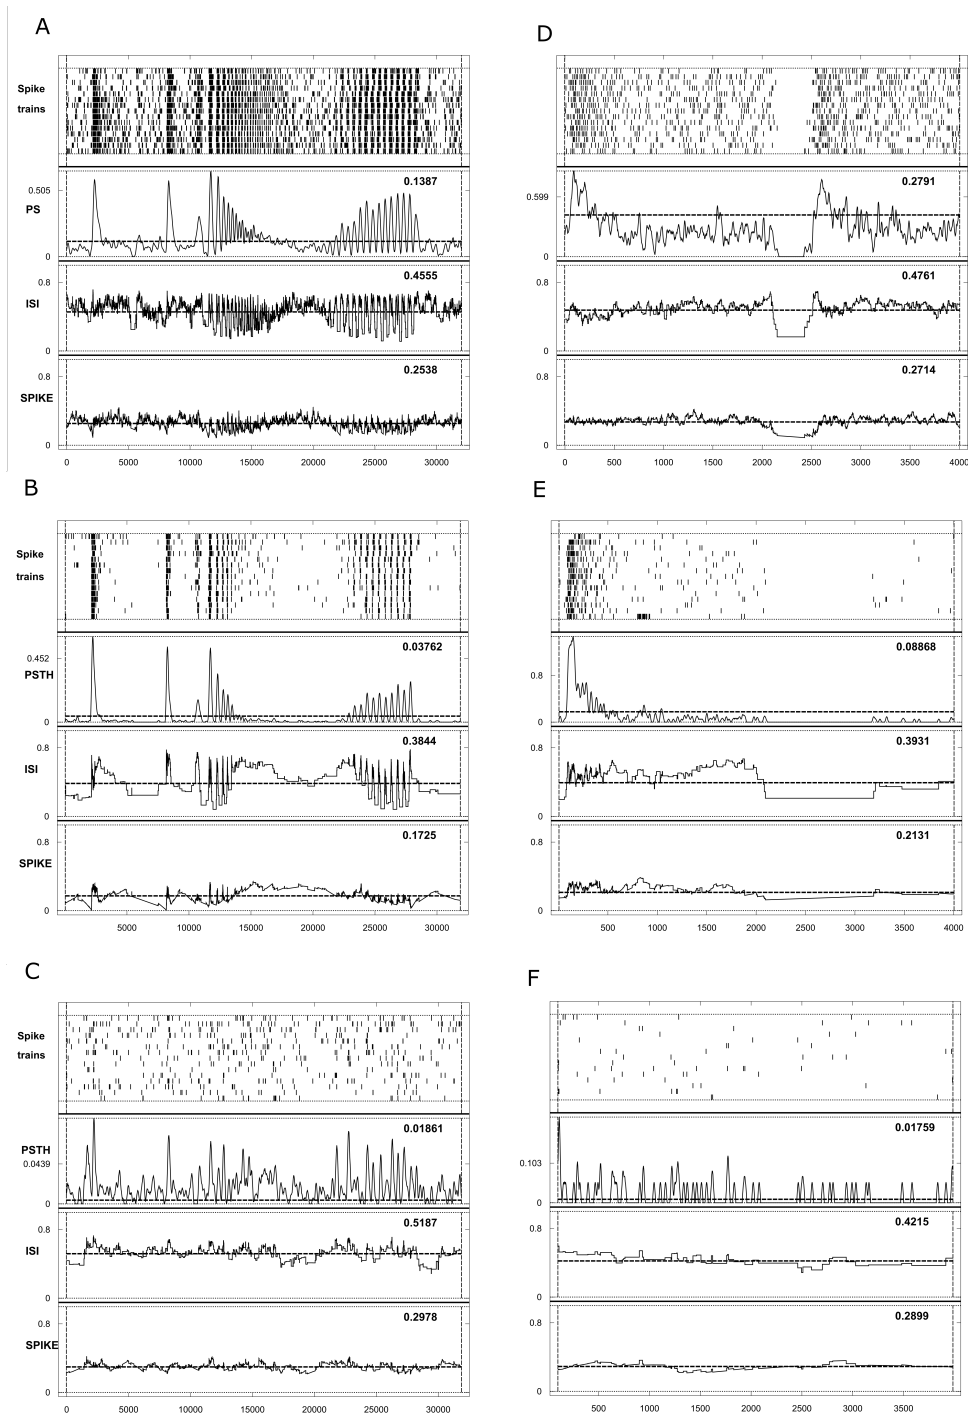 A
Spike
trains
0.1387
0.505
PS
0
0.4555
0.8
ISI
0
0.2538
0.8
SPIKE
0
0 5000 10000 15000 20000 25000 30000
D
0.2791
0.599
0
0.4761
0.8
0
0.2714
0.8
0
0 500 1000 1500 2000 2500 3000 3500 4000
B
Spike
trains
0.03762
0.452
PSTH
0
0.3844
0.8
ISI
0
0.1725
0.8
SPIKE
0
5000 10000 15000 20000 25000 30000
E
0.08868
0.8
0
0.3931
0.8
0
0.2131
0.8
0
500 1000 1500 2000 2500 3000 3500 4000
C
Spike
trains
0.01861
PSTH
0.0439
0
0.5187
0.8
ISI
0
0.2978
0.8
SPIKE
0
0 5000 10000 15000 20000 25000 30000
F
0.01759
0.103
0
0.4215
0.8
0
0.2899
0.8
0
500 1000 1500 2000 2500 3000 3500